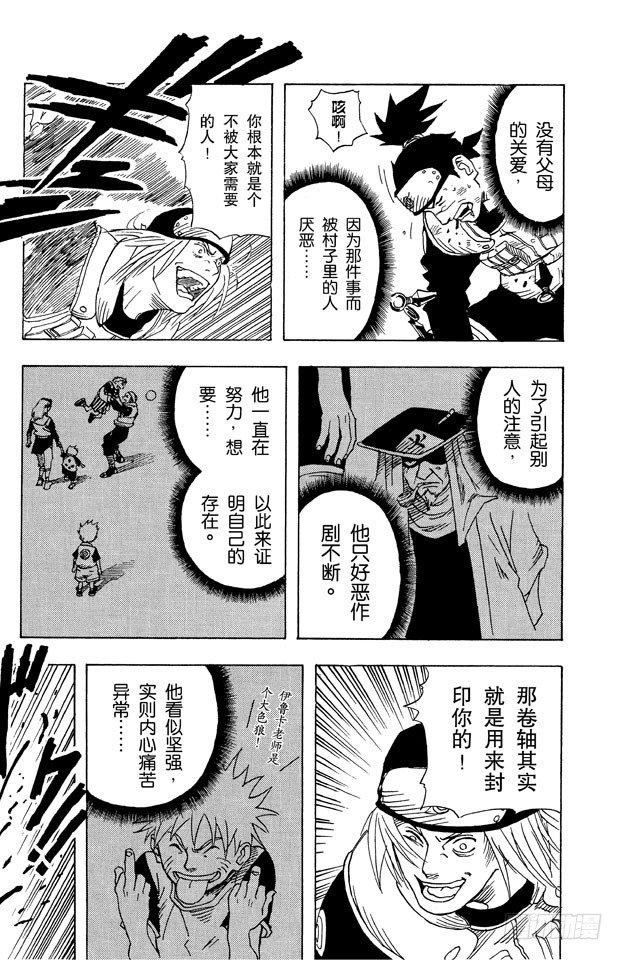 没有父母
的关爱，
咳啊！
因为那件事而
被村子里的人
厌恶……
你根本就是个
不被大家需要
的人！
为了引起别
人的注意，
他只好恶作
剧不断。
他一直在
努力，想
要……
以此来证
明自己的
存在。
那卷轴其实
就是用来封
印你的！
伊鲁卡老师是
个大色狼！
他看似坚强，
实则内心痛苦
异常……